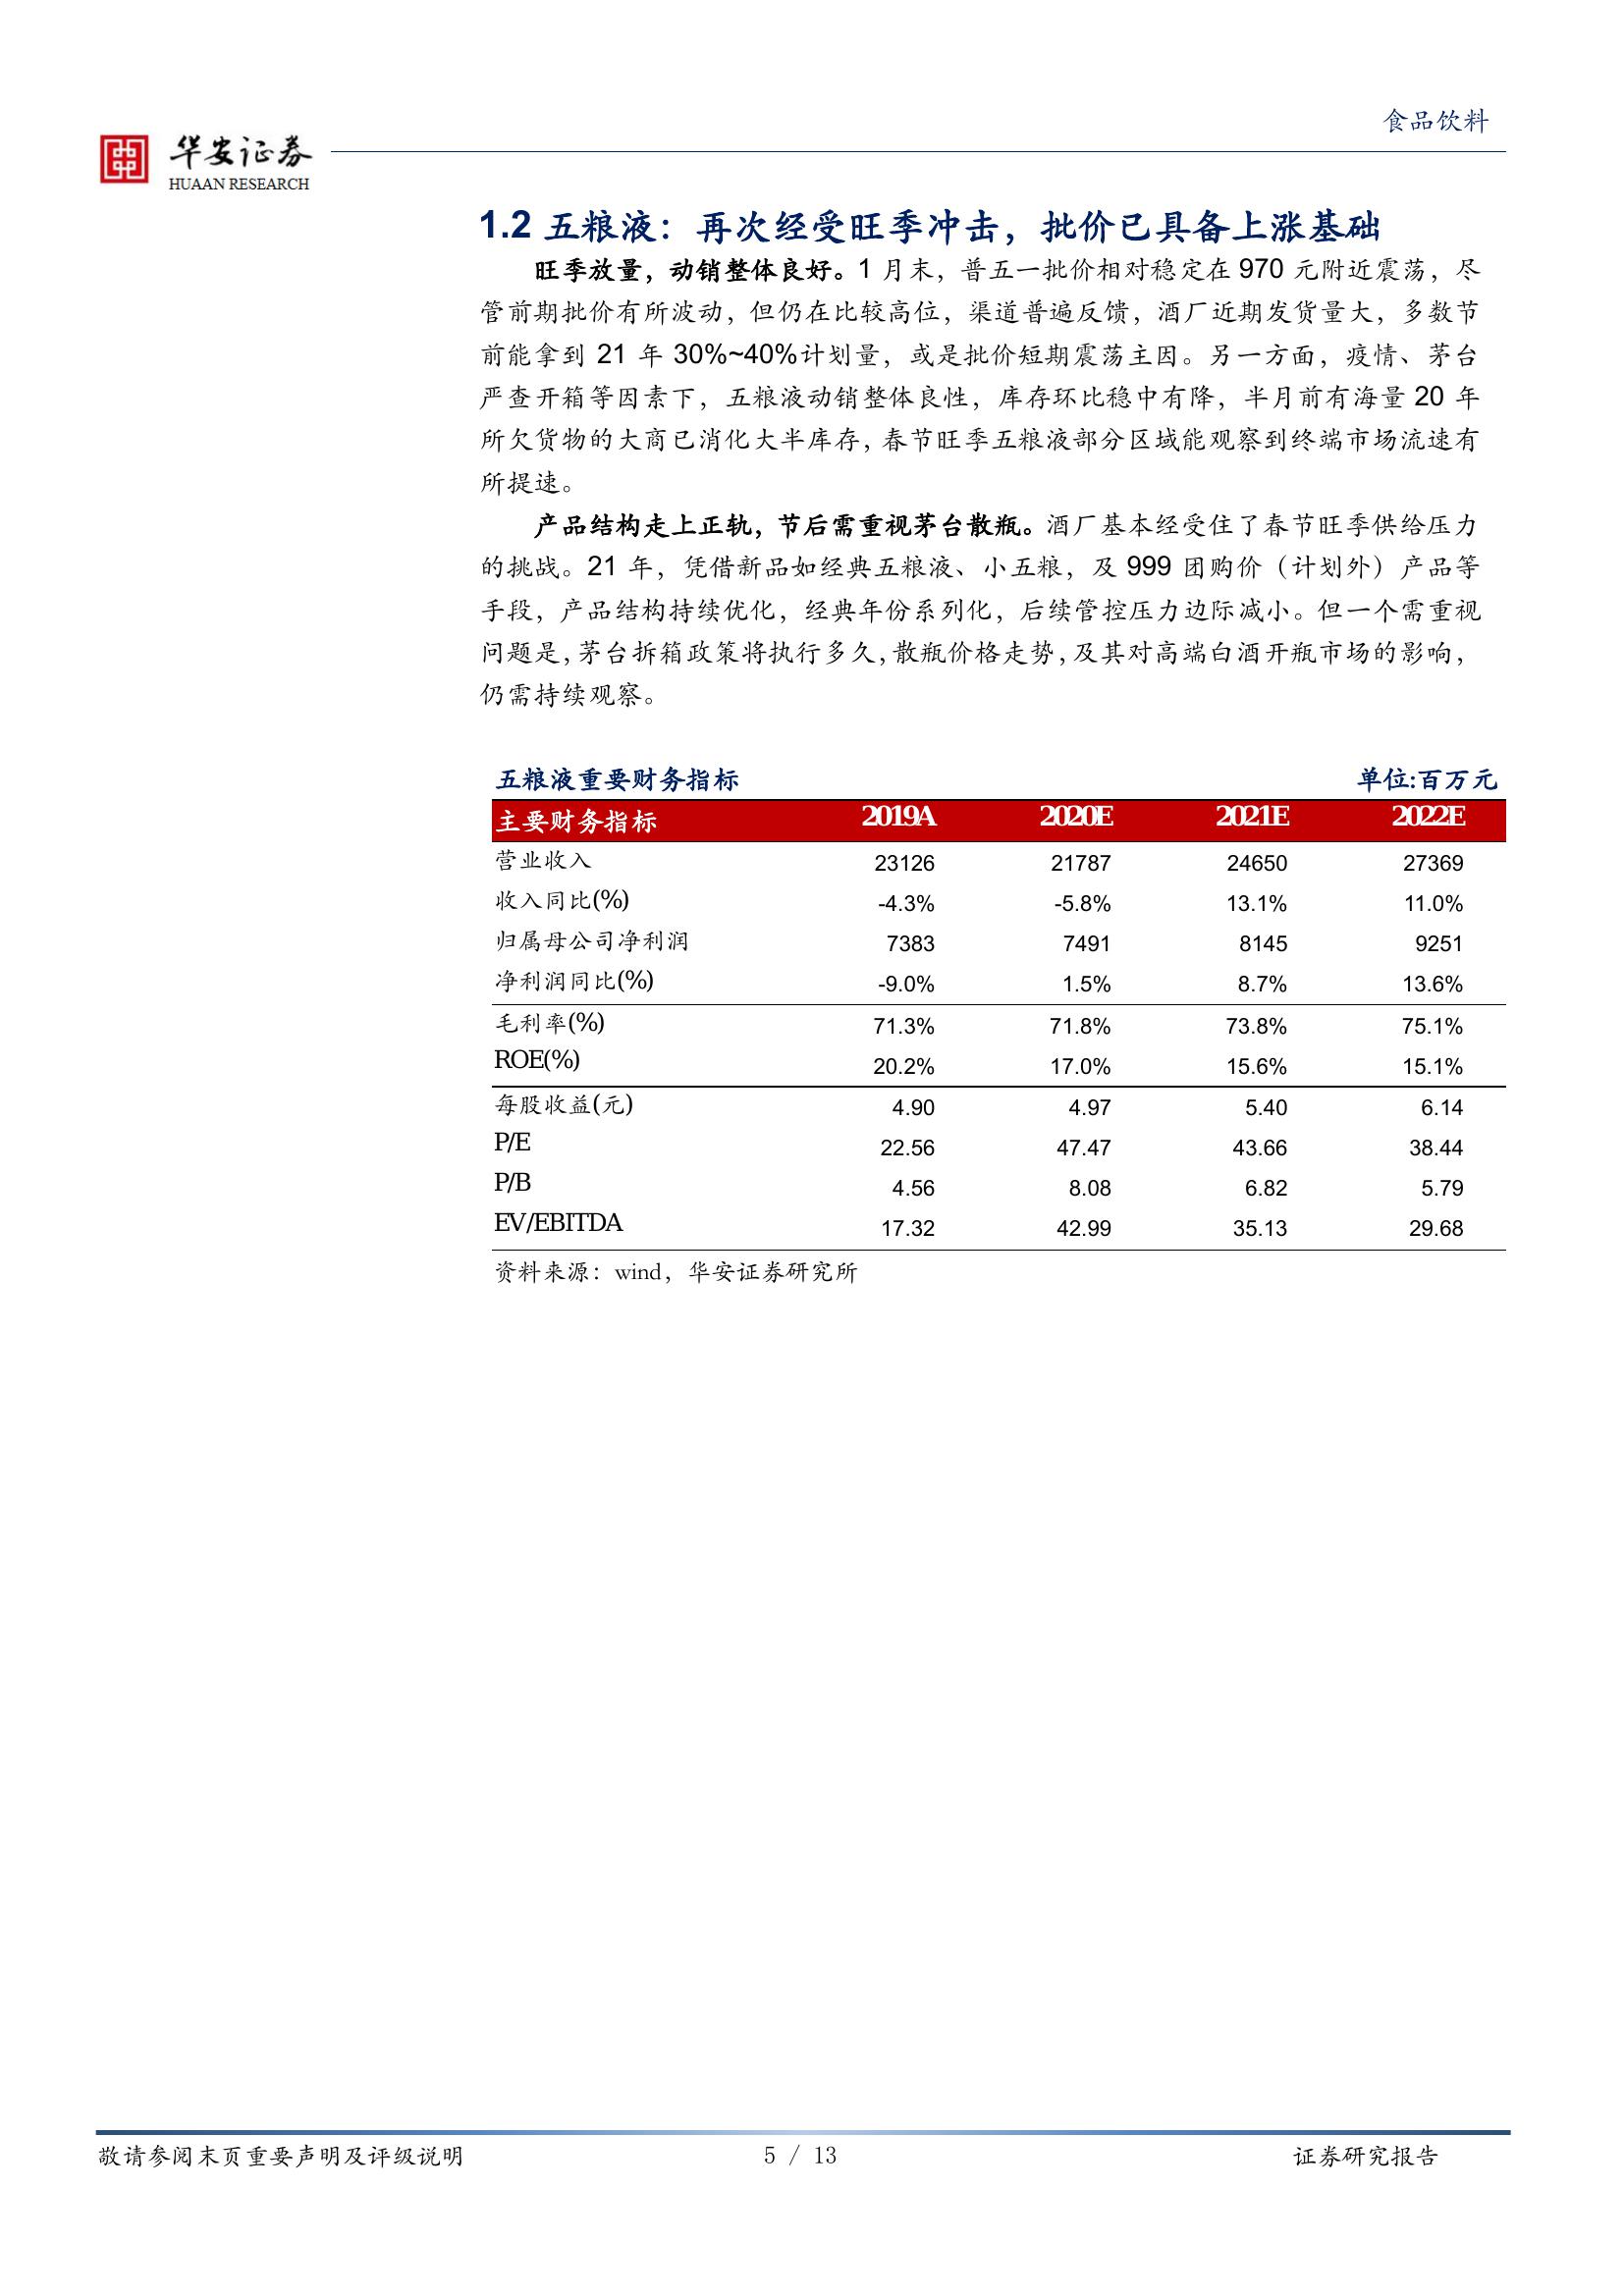 食品饮料
华安证券
HUAAN RESEARCH
1.2 五粮液：再次经受旺季冲击，批价已具备上涨基础
旺季放量，动销整体良好。1 月末，普五一批价相对稳定在 970 元附近震荡，尽
管前期批价有所波动，但仍在比较高位，渠道普遍反馈，酒厂近期发货量大，多数节
前能拿到 21 年 30%~40%计划量，或是批价短期震荡主因。另一方面，疫情、茅台
严查开箱等因素下，五粮液动销整体良性，库存环比稳中有降，半月前有海量 20 年
所欠货物的大商已消化大半库存，春节旺季五粮液部分区域能观察到终端市场流速有
所提速。
产品结构走上正轨，节后需重视茅台散瓶。酒厂基本经受住了春节旺季供给压力
的挑战。21 年，凭借新品如经典五粮液、小五粮，及 999 团购价（计划外）产品等
手段，产品结构持续优化，经典年份系列化，后续管控压力边际减小。但一个需重视
问题是，茅台拆箱政策将执行多久，散瓶价格走势，及其对高端白酒开瓶市场的影响，
仍需持续观察。
五粮液重要财务指标 单位:百万元
主要财务指标 2019A 2020E 2021E 2022E
营业收入 23126 21787 24650 27369
收入同比(%) -4.3% -5.8% 13.1% 11.0%
归属母公司净利润 7383 7491 8145 9251
净利润同比(%) -9.0% 1.5% 8.7% 13.6%
毛利率(%) 71.3% 71.8% 73.8% 75.1%
ROE(%) 20.2% 17.0% 15.6% 15.1%
每股收益(元) 4.90 4.97 5.40 6.14
P/E 22.56 47.47 43.66 38.44
P/B 4.56 8.08 6.82 5.79
EV/EBITDA 17.32 42.99 35.13 29.68
资料来源：wind，华安证券研究所
敬请参阅末页重要声明及评级说明 5 / 13 证券研究报告